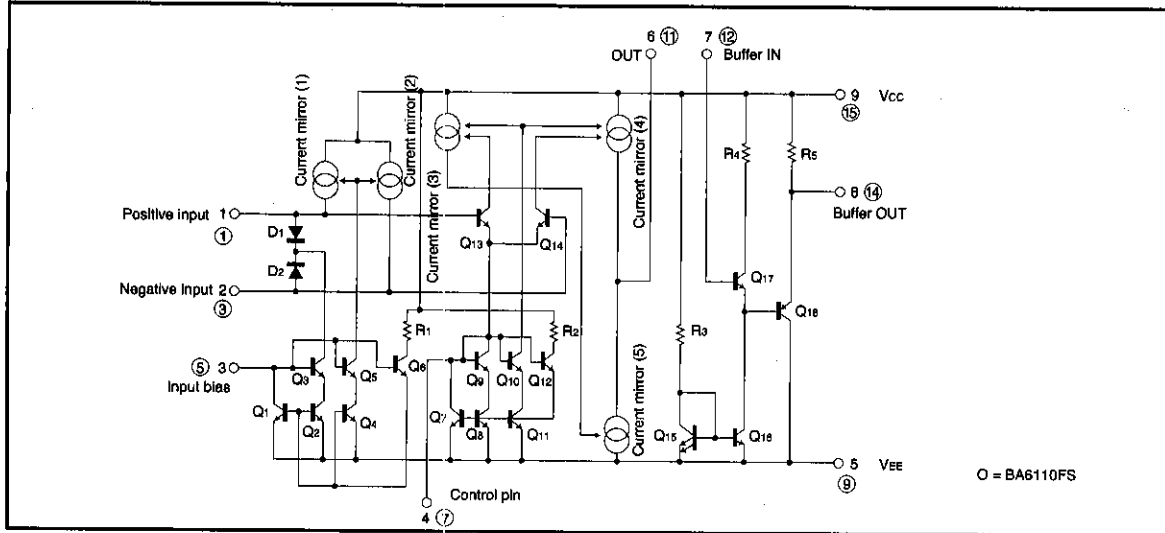 6 ⑪
7 ⑫
OUT
Buffer IN
Current mirror (1)
Current mirror (2)
Current mirror (3)
Current mirror (4)
9 Vcc
⑮
R4
R5
8 ⑭
Buffer OUT
Positive input 1
①
D1
D2
Q13
Q14
Negative Input 2
③
Q17
Q18
R1
R2
R3
⑤ 3
Input bias
Q3
Q5
Q6
Q9
Q10
Q12
Current mirror (5)
Q1
Q2
Q4
Q7
Q8
Q11
Q15
Q16
5 VEE
⑨
Control pin
4 ⑦
O = BA6110FS